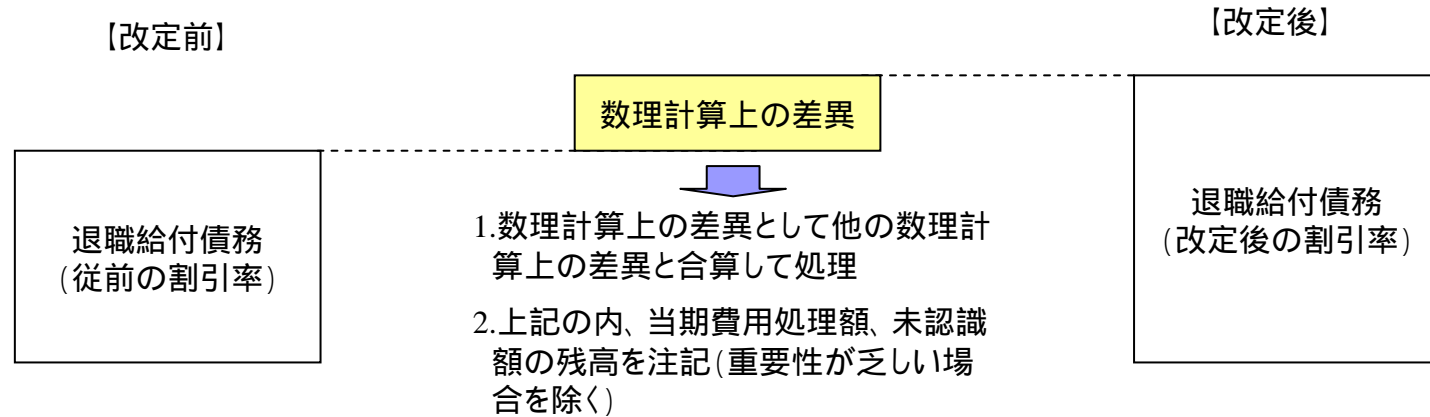 【改定前】
【改定後】
数理計算上の差異
退職給付債務
(従前の割引率)
1.数理計算上の差異として他の数理計
算上の差異と合算して処理
2.上記の内、当期費用処理額、未認識
額の残高を注記(重要性が乏しい場
合を除く)
退職給付債務
(改定後の割引率)